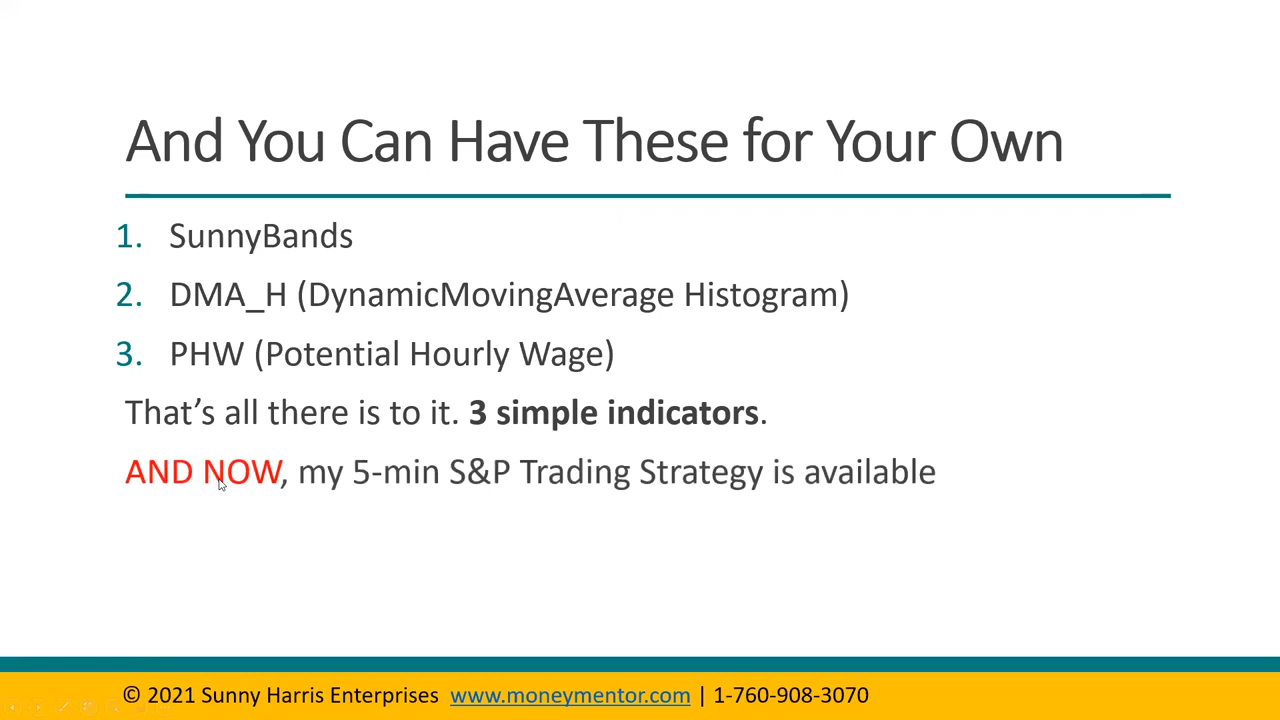 And You Can Have These for Your Own
1. SunnyBands
2. DMA_H (DynamicMovingAverage Histogram)
3. PHW (Potential Hourly Wage)
That’s all there is to it. 3 simple indicators.
AND NOW, my 5-min S&P Trading Strategy is available
© 2021 Sunny Harris Enterprises www.moneymentor.com | 1-760-908-3070